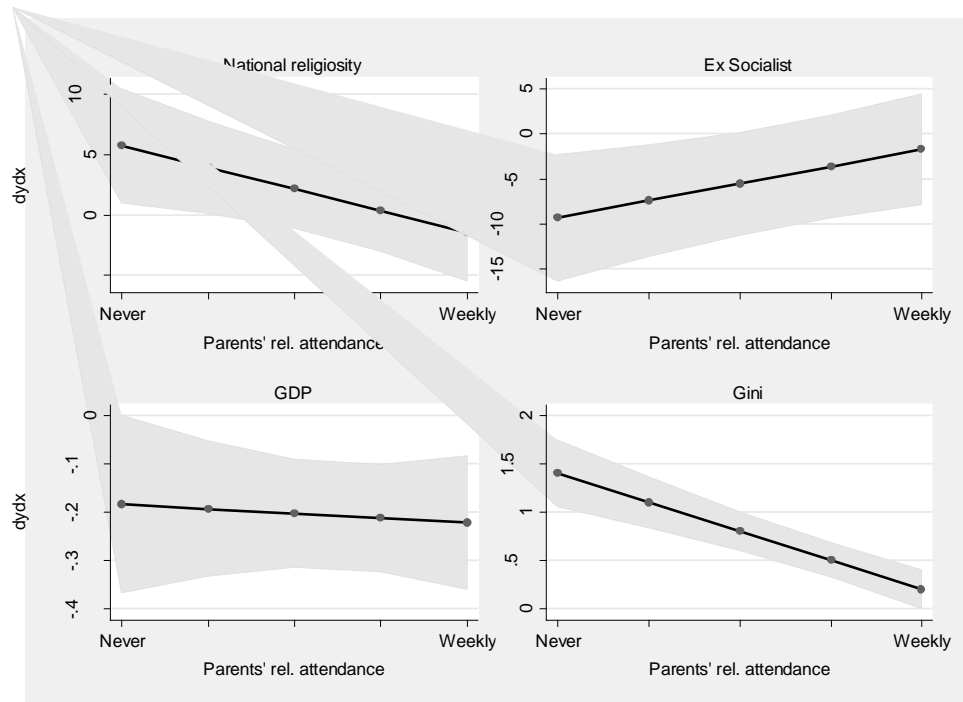 National religiosity
10
5
0
dydx
Never
Weekly
Parents' rel. attendance
Ex Socialist
5
0
-5
-10
-15
Never
Weekly
Parents' rel. attendance
GDP
0
-.1
-.2
-.3
-.4
dydx
Never
Weekly
Parents' rel. attendance
Gini
2
1.5
1
.5
0
Never
Weekly
Parents' rel. attendance